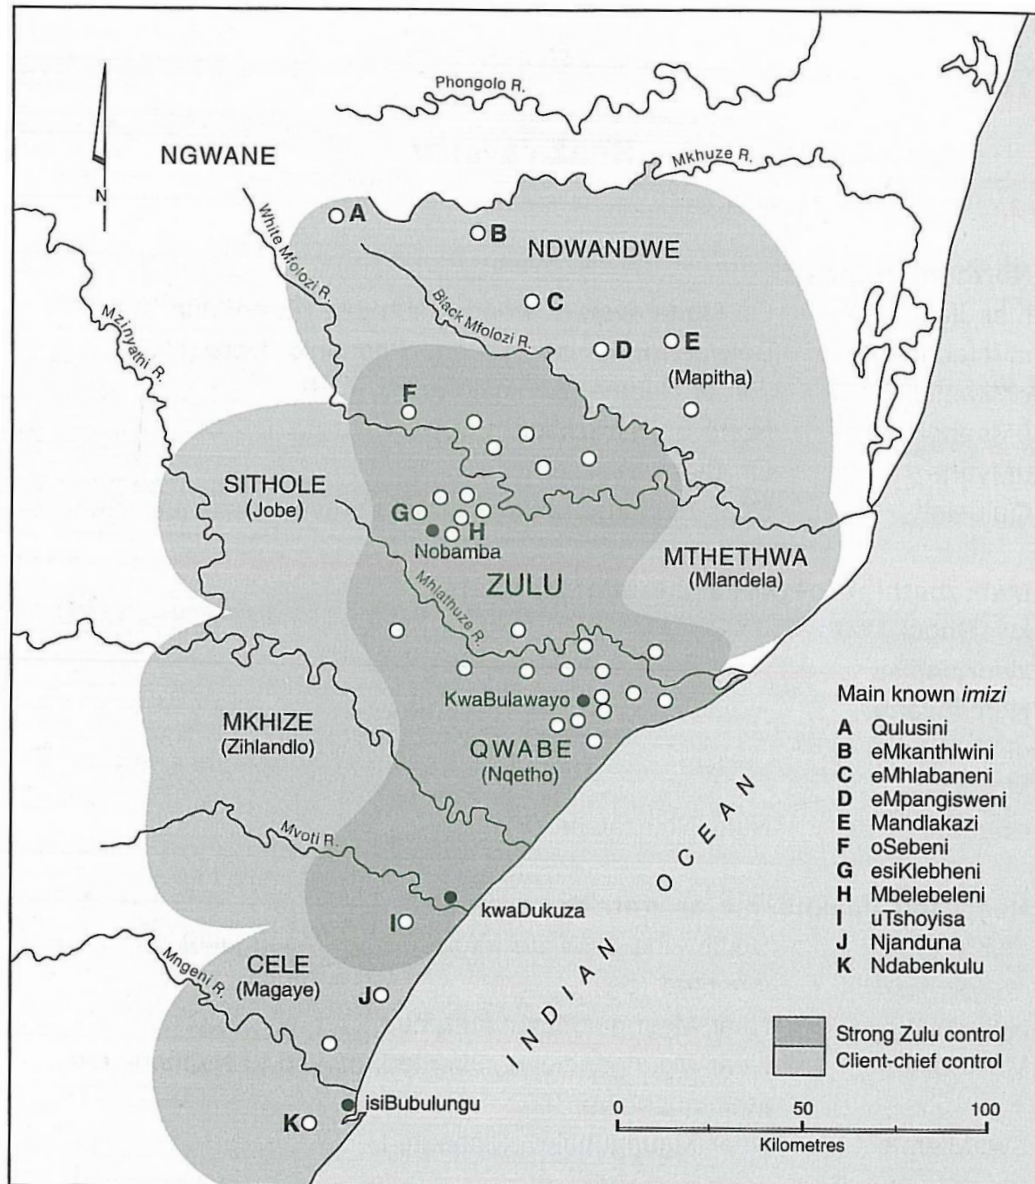 Phongolo R.
NGWANE
Mkhuze R.
N
A
White Mfolozi R.
B
NDWANDWE
Black Mfolozi R.
C
Mzinyathi R.
D
E
(Mapitha)
F
SITHOLE
(Jobe)
G
H
Nobamba
MTHETHWA
(Mlandela)
ZULU
Mhlathuze R.
KwaBulawayo
MKHIZE
(Zihlandlo)
QWABE
(Nqetho)
Mvoti R.
kwaDukuza
I
CELE
(Magaye)
Mngeni R.
J
isiBubulungu
K
INDIAN OCEAN
Main known imizi
A Qulusini
B eMkanthlwini
C eMhlabaneni
D eMpangisweni
E Mandlakazi
F oSebeni
G esiKlebheni
H Mbelebeleni
I uTshoyisa
J Njanduna
K Ndabenkulu
Strong Zulu control
Client-chief control
0 50 100
Kilometres